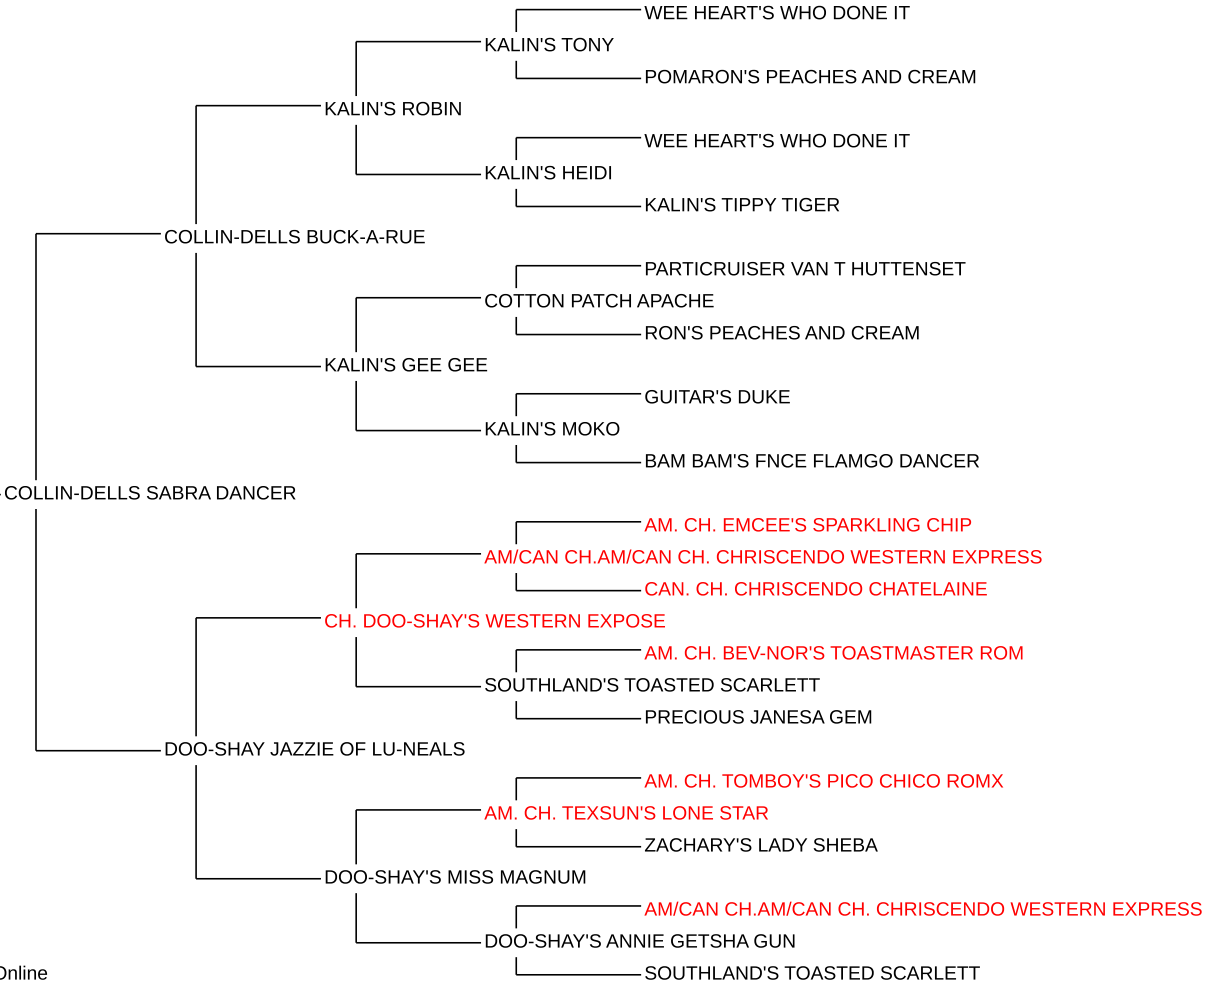 WEE HEART'S WHO DONE IT
KALIN'S TONY
POMARON'S PEACHES AND CREAM
KALIN'S ROBIN
WEE HEART'S WHO DONE IT
KALIN'S HEIDI
KALIN'S TIPPY TIGER
COLLIN-DELLS BUCK-A-RUE
PARTICRUISER VAN T HUTTENSET
COTTON PATCH APACHE
RON'S PEACHES AND CREAM
KALIN'S GEE GEE
GUITAR'S DUKE
KALIN'S MOKO
BAM BAM'S FNCE FLAMGO DANCER
COLLIN-DELLS SABRA DANCER
AM. CH. EMCEE'S SPARKLING CHIP
AM/CAN CH.AM/CAN CH. CHRISCENDO WESTERN EXPRESS
CAN. CH. CHRISCENDO CHATELAINE
CH. DOO-SHAY'S WESTERN EXPOSE
AM. CH. BEV-NOR'S TOASTMASTER ROM
SOUTHLAND'S TOASTED SCARLETT
PRECIOUS JANESA GEM
DOO-SHAY JAZZIE OF LU-NEALS
AM. CH. TOMBOY'S PICO CHICO ROMX
AM. CH. TEXSUN'S LONE STAR
ZACHARY'S LADY SHEBA
DOO-SHAY'S MISS MAGNUM
AM/CAN CH.AM/CAN CH. CHRISCENDO WESTERN EXPRESS
DOO-SHAY'S ANNIE GETSHA GUN
SOUTHLAND'S TOASTED SCARLETT
Online